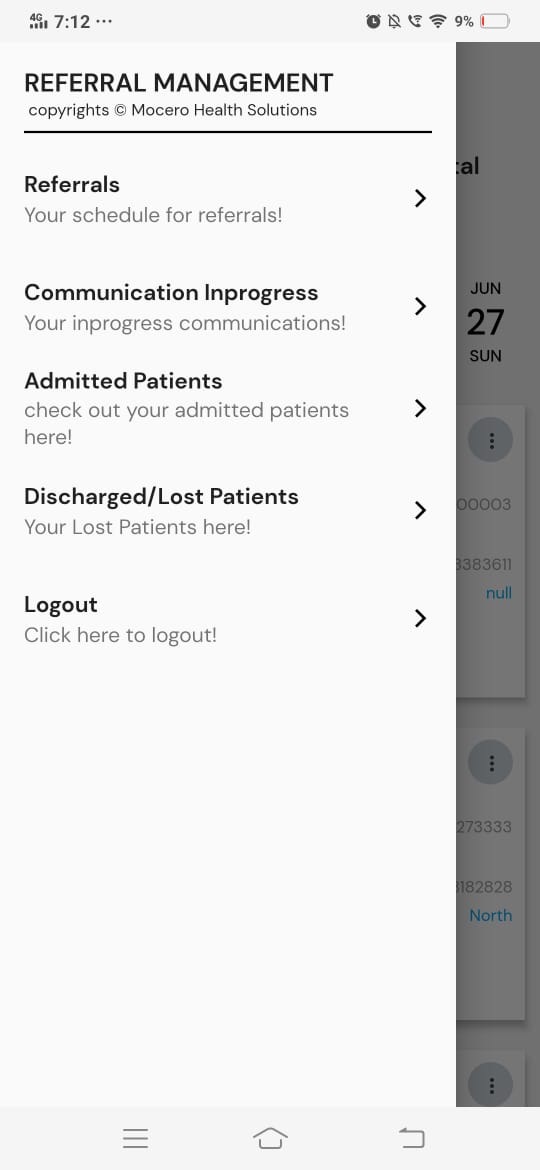 4G 7:12 ... 9%
REFERRAL MANAGEMENT
copyrights © Mocero Health Solutions
Referrals
Your schedule for referrals!
Communication Inprogress
Your inprogress communications!
Admitted Patients
check out your admitted patients
here!
Discharged/Lost Patients
Your Lost Patients here!
Logout
Click here to logout!
tal
JUN
27
SUN
00003
3383611
null
273333
8182828
North